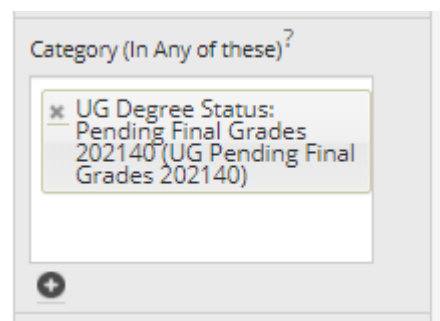 Category (In Any of these)?
UG Degree Status:
Pending Final Grades
202140 (UG Pending Final
Grades 202140)